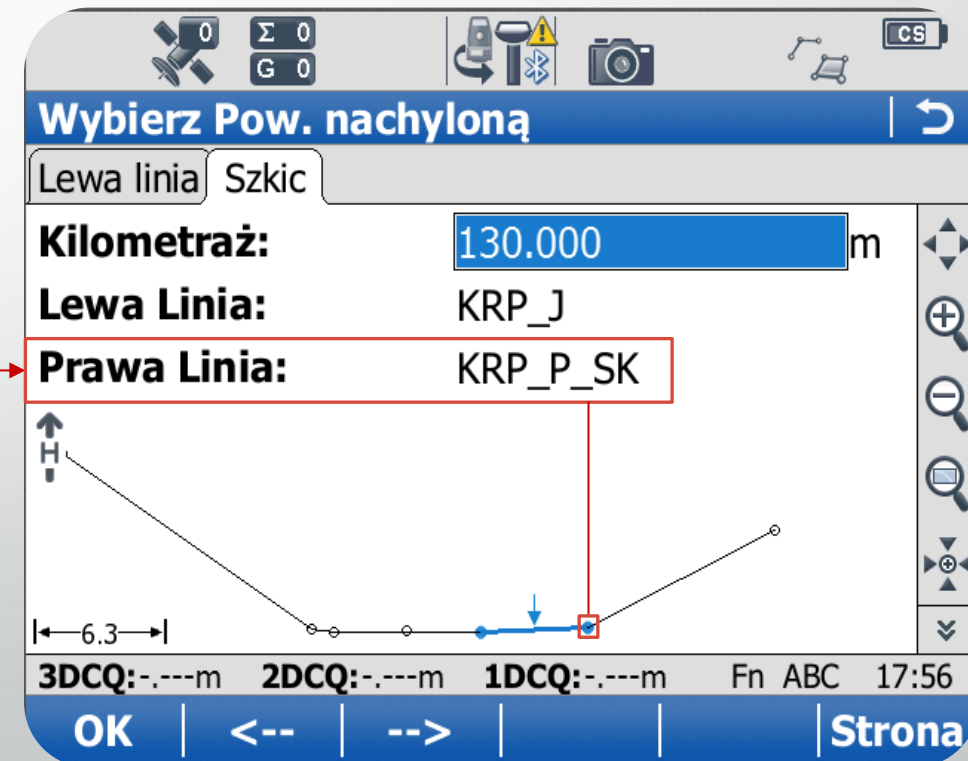 0 Σ 0 CS
G 0
Wybierz Pow. nachyloną
Lewa linia Szkic
Kilometraż: 130.000 m
Lewa Linia: KRP_J
Prawa Linia: KRP_P_SK
H
6.3
3DCQ:-.---m 2DCQ:-.---m 1DCQ:-.---m Fn ABC 17:56
OK <-- --> Strona